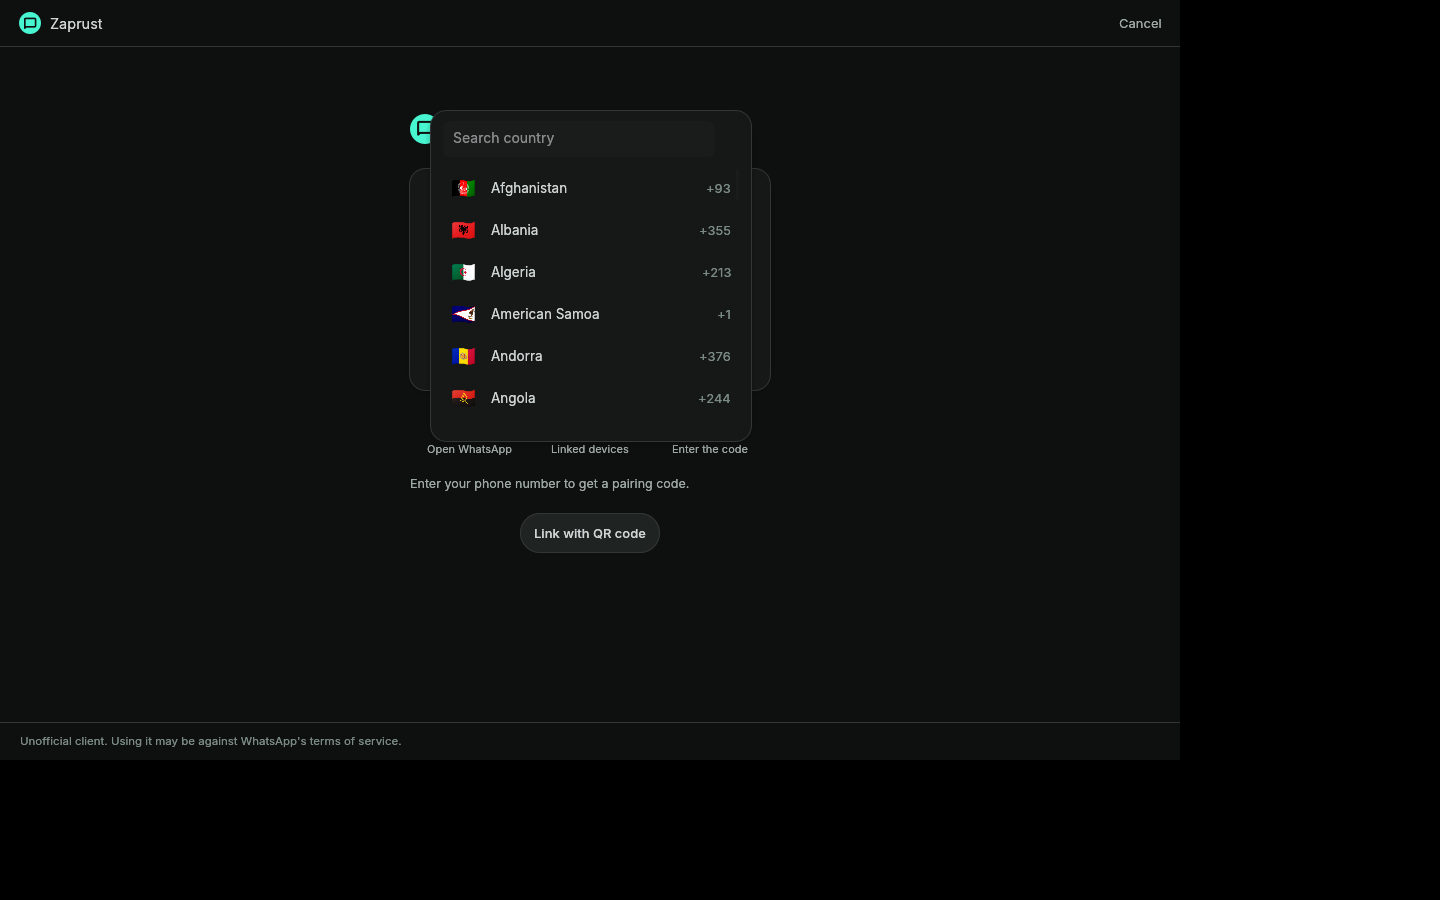 Zaprust
Cancel
Search country
Afghanistan +93
Albania +355
Algeria +213
American Samoa +1
Andorra +376
Angola +244
Open WhatsApp Linked devices Enter the code
Enter your phone number to get a pairing code.
Link with QR code
Unofficial client. Using it may be against WhatsApp's terms of service.